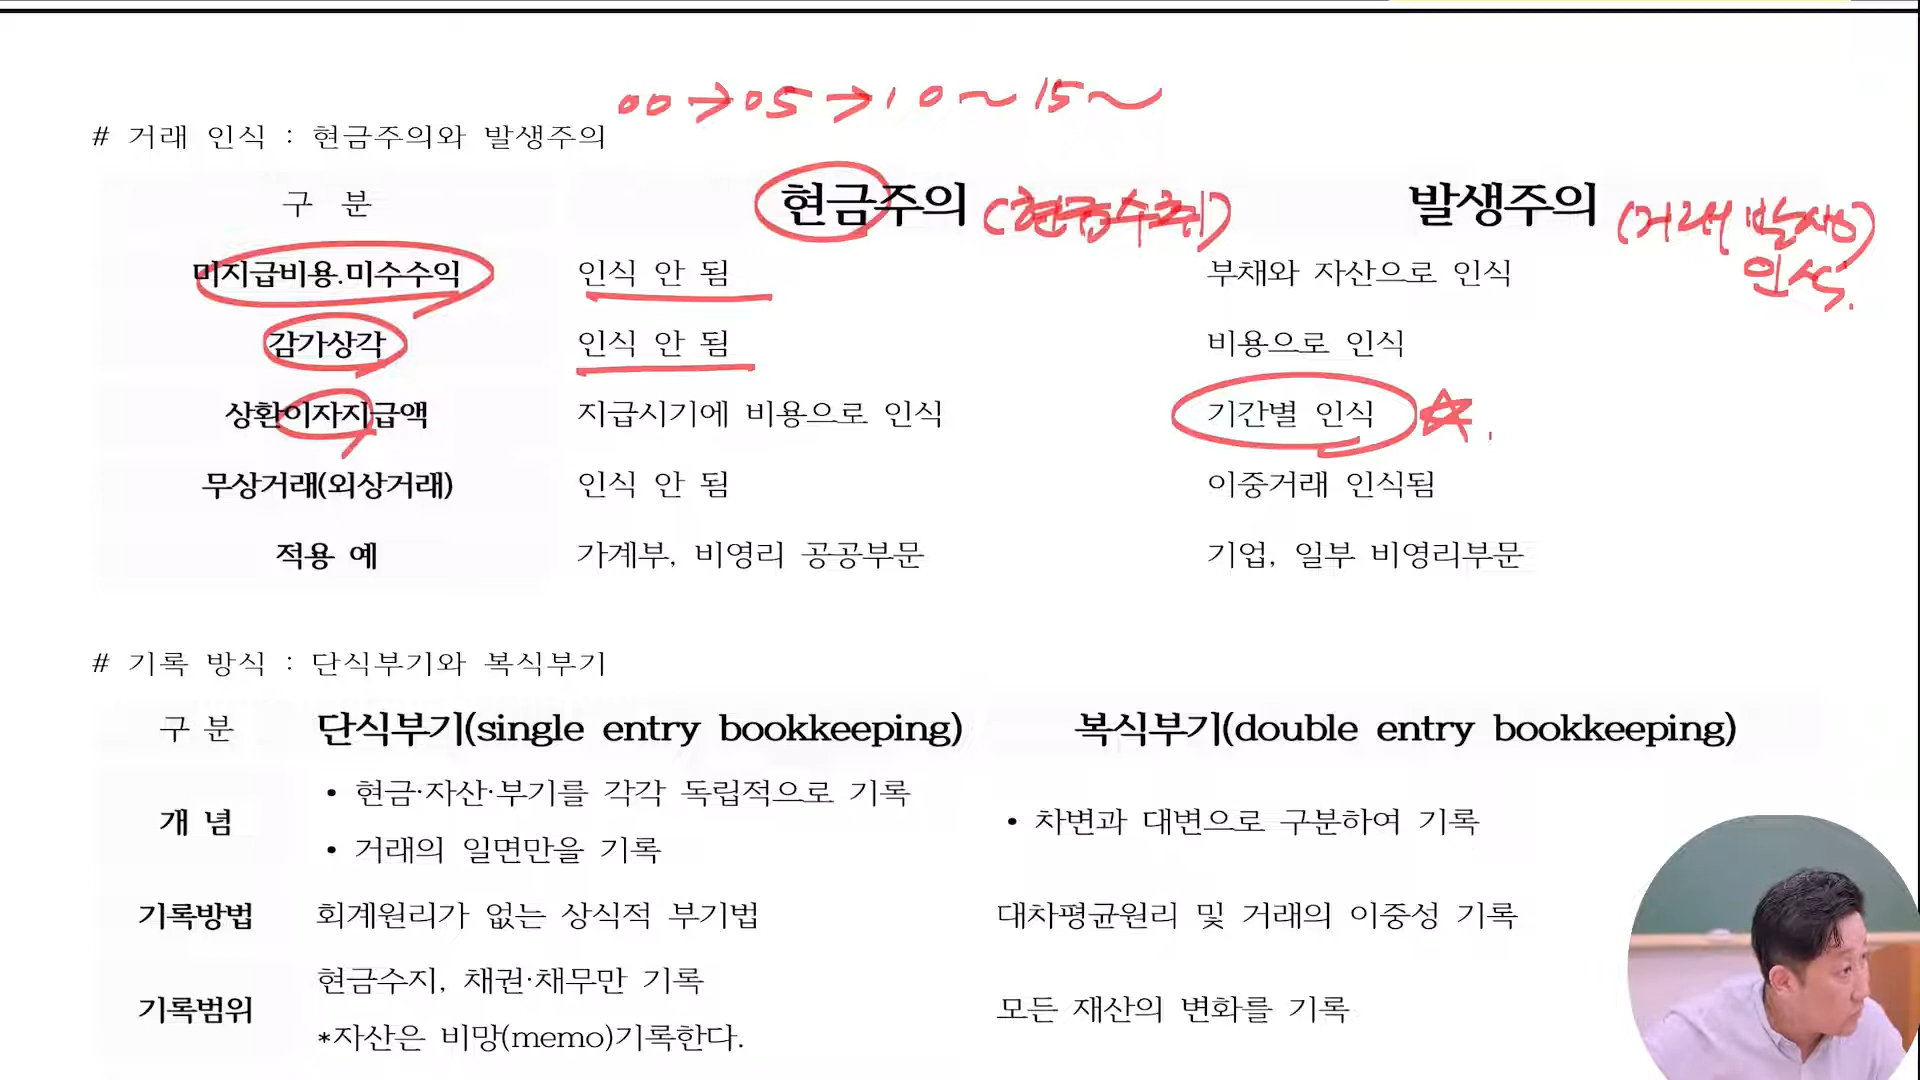 00 → 05 → 10 ~ 15 ~
# 거래 인식 : 현금주의와 발생주의
구 분 현금주의 (현금수취) 발생주의 (거래 발생) 인식.
미지급비용.미수수익 인식 안 됨 부채와 자산으로 인식
감가상각 인식 안 됨 비용으로 인식
상환이자지급액 지급시기에 비용으로 인식 기간별 인식
무상거래(외상거래) 인식 안 됨 이중거래 인식됨
적용 예 가계부, 비영리 공공부문 기업, 일부 비영리부문
# 기록 방식 : 단식부기와 복식부기
구 분 단식부기(single entry bookkeeping) 복식부기(double entry bookkeeping)
개 념 • 현금·자산·부기를 각각 독립적으로 기록
• 거래의 일면만을 기록
• 차변과 대변으로 구분하여 기록
기록방법 회계원리가 없는 상식적 부기법 대차평균원리 및 거래의 이중성 기록
기록범위 현금수지, 채권·채무만 기록
*자산은 비망(memo)기록한다.
모든 재산의 변화를 기록